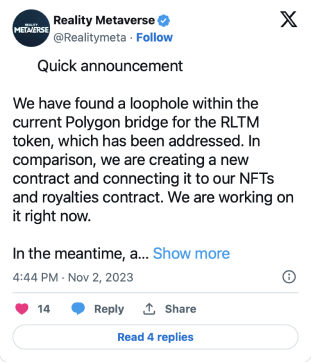 REALITY
METAVERSE
Reality Metaverse
@Realitymeta · Follow
Quick announcement
We have found a loophole within the
current Polygon bridge for the RLTM
token, which has been addressed. In
comparison, we are creating a new
contract and connecting it to our NFTs
and royalties contract. We are working on
it right now.
In the meantime, a... Show more
4:44 PM · Nov 2, 2023
14 Reply Share
Read 4 replies